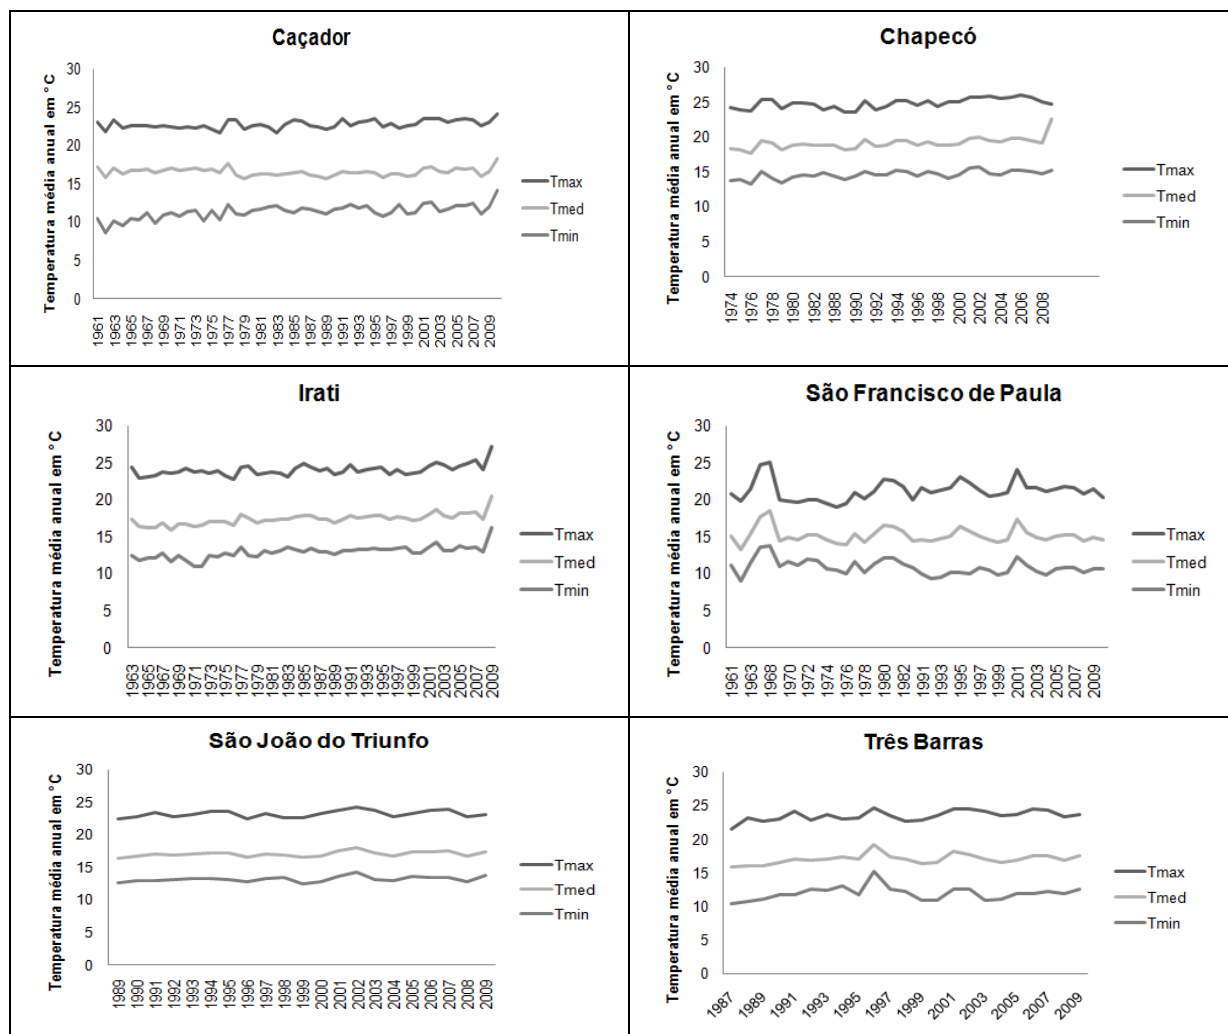 Caçador
Temperatura média anual em °C
30
25
20
15
10
5
0
1961 1963 1965 1967 1969 1971 1973 1975 1977 1979 1981 1983 1985 1987 1989 1991 1993 1995 1997 1999 2001 2003 2005 2007 2009
Tmax
Tmed
Tmin
Chapecó
Temperatura média anual em °C
30
25
20
15
10
5
0
1974 1976 1978 1980 1982 1988 1990 1992 1994 1996 1998 2000 2002 2004 2006 2008
Tmax
Tmed
Tmin
Irati
Temperatura média anual em °C
30
25
20
15
10
5
0
1963 1965 1967 1969 1971 1973 1975 1977 1979 1981 1983 1985 1987 1989 1991 1993 1995 1997 1999 2001 2003 2005 2007 2009
Tmax
Tmed
Tmin
São Francisco de Paula
Temperatura média anual em °C
30
25
20
15
10
5
0
1961 1963 1968 1970 1972 1974 1976 1978 1980 1982 1991 1993 1995 1997 1999 2001 2003 2005 2007 2009
Tmax
Tmed
Tmin
São João do Triunfo
Temperatura média anual em °C
30
25
20
15
10
5
0
1989 1990 1991 1992 1993 1994 1995 1996 1997 1998 1999 2000 2001 2002 2003 2004 2005 2006 2007 2008 2009
Tmax
Tmed
Tmin
Três Barras
Temperatura média anual em °C
30
25
20
15
10
5
0
1987 1989 1991 1993 1995 1997 1999 2001 2003 2005 2007 2009
Tmax
Tmed
Tmin